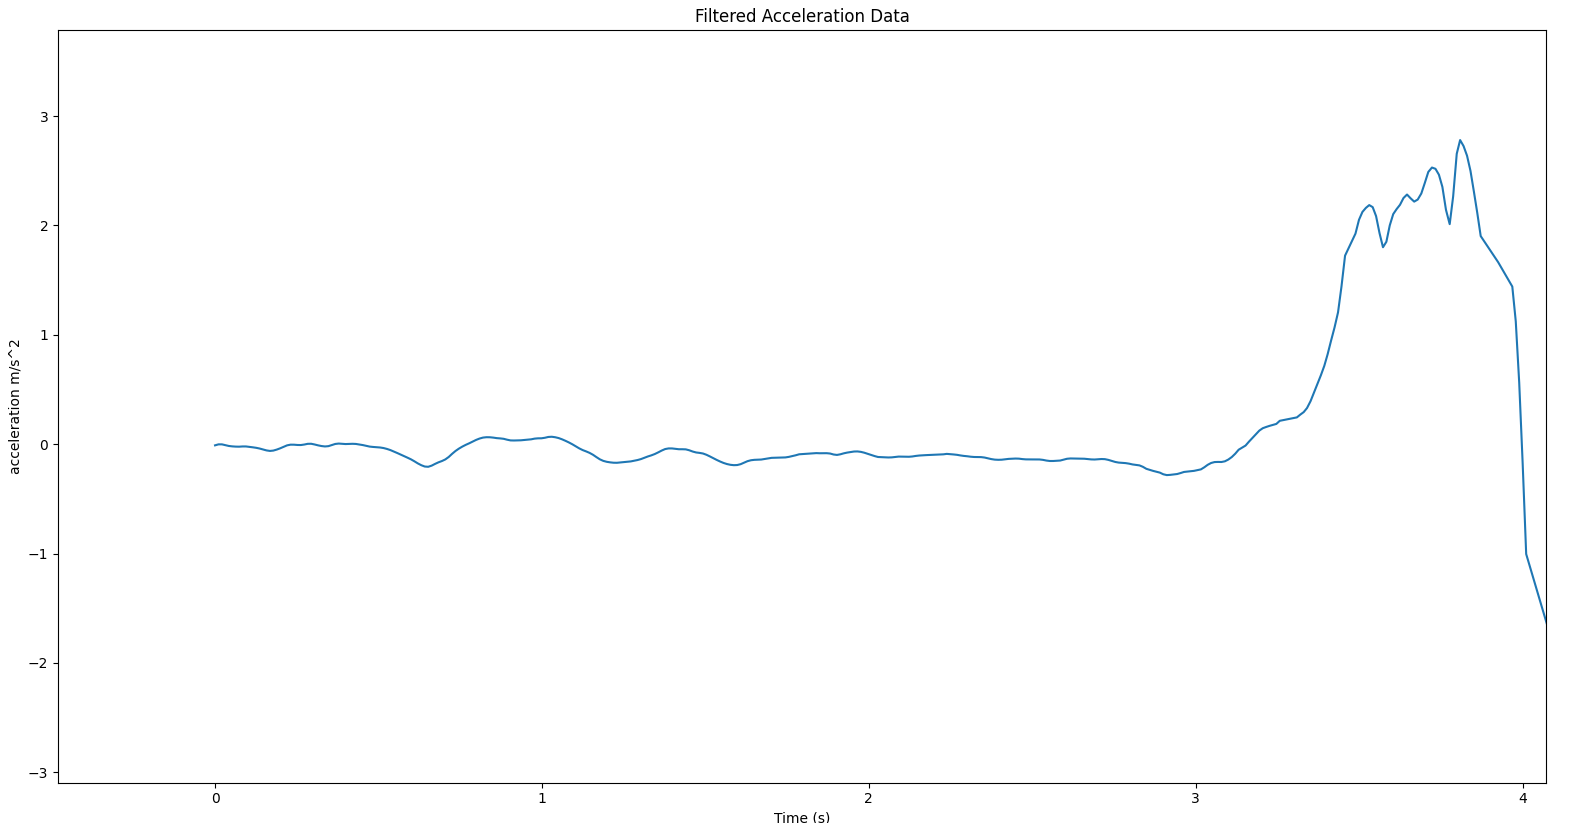 Filtered Acceleration Data
acceleration m/s^2
3
2
1
0
−1
−2
−3
0 1 2 3 4
Time (s)